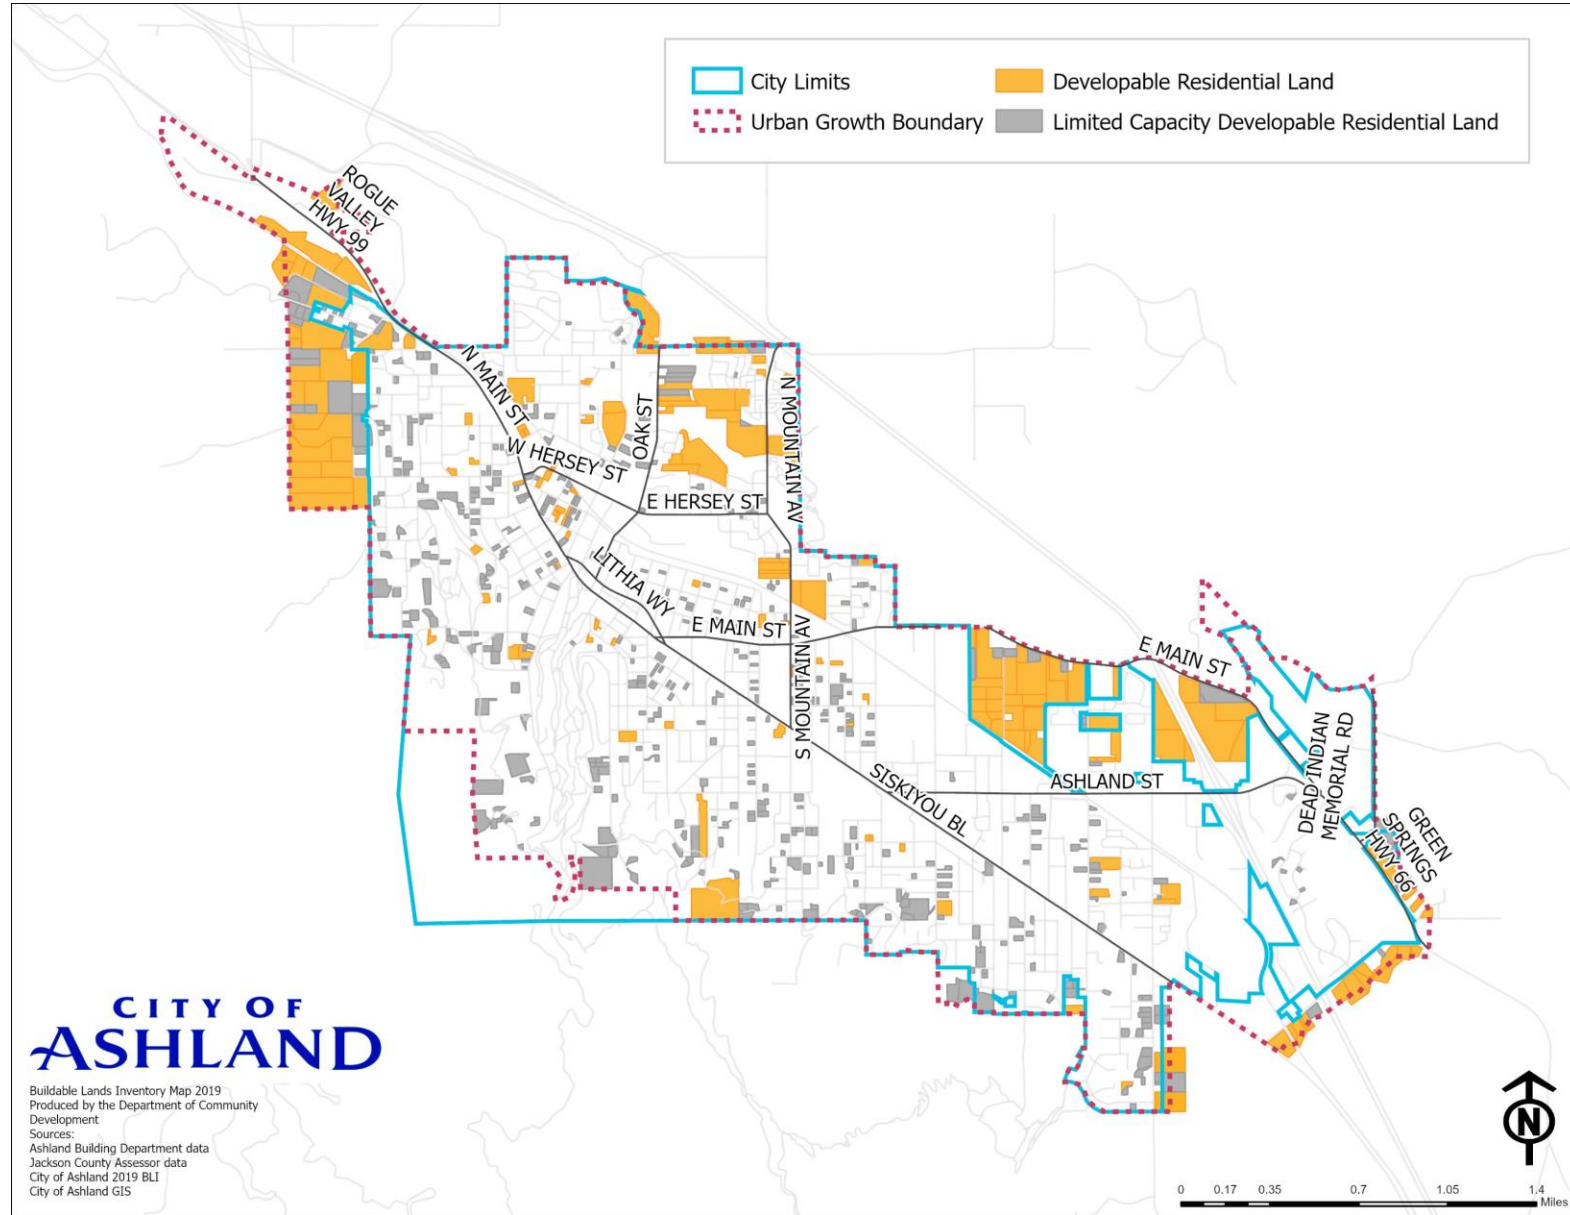 City Limits
Developable Residential Land
Urban Growth Boundary
Limited Capacity Developable Residential Land
ROGUE
VALLEY
HWY 99
N MAIN ST
W HERSEY ST
OAK ST
N MOUNTAIN AV
E HERSEY ST
LITHIA WY
E MAIN ST
S MOUNTAIN AV
E MAIN ST
SISKIYOU BL
ASHLAND ST
DEAD INDIAN
MEMORIAL RD
GREEN
SPRINGS
HWY 66
CITY OF
ASHLAND
Buildable Lands Inventory Map 2019
Produced by the Department of Community
Development
Sources:
Ashland Building Department data
Jackson County Assessor data
City of Ashland 2019 BLI
City of Ashland GIS
N
0 0.17 0.35 0.7 1.05 1.4
Miles